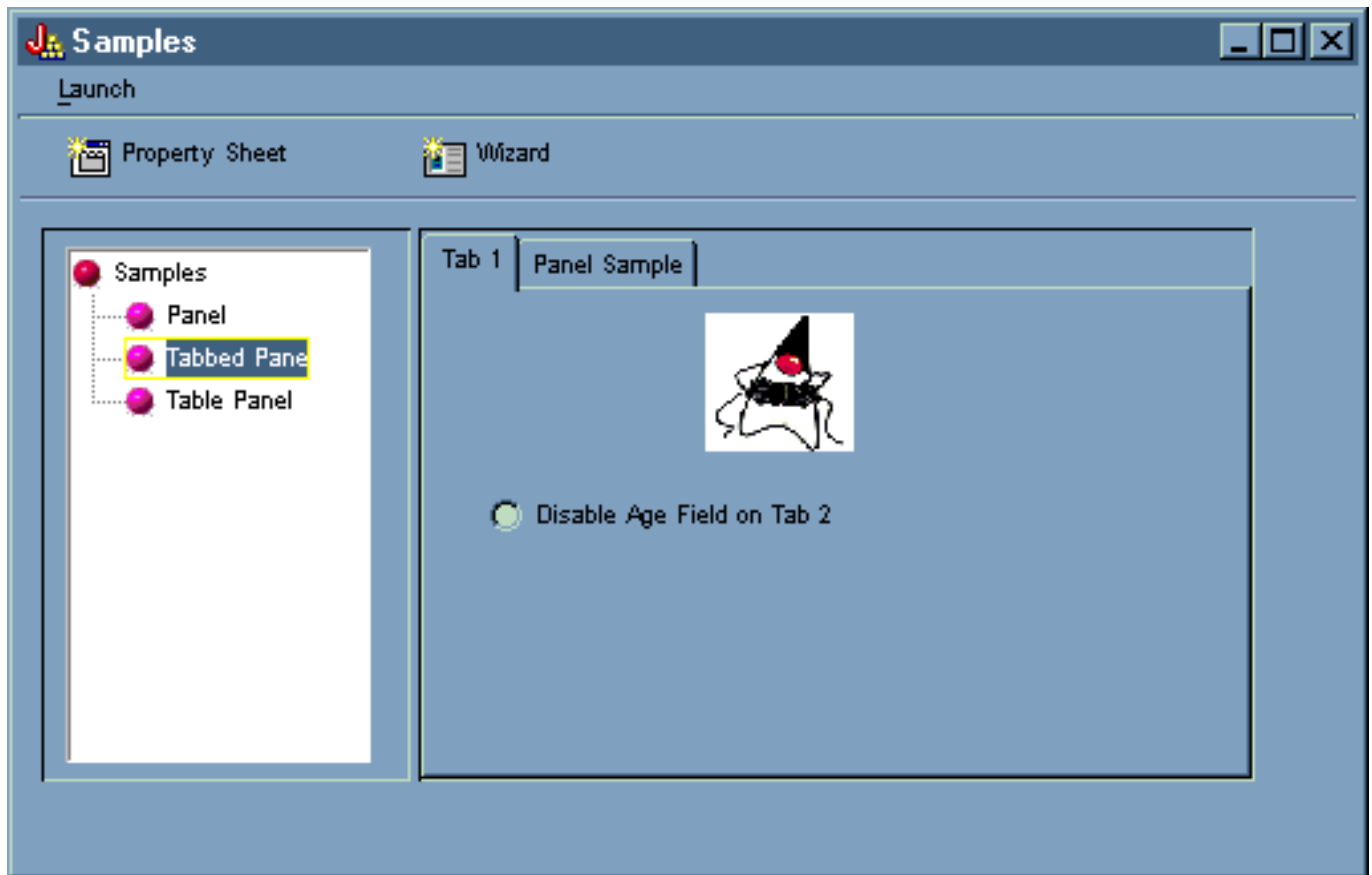 Samples
Launch
Property Sheet
Wizard
Samples
Panel
Tabbed Pane
Table Panel
Tab 1
Panel Sample
Disable Age Field on Tab 2